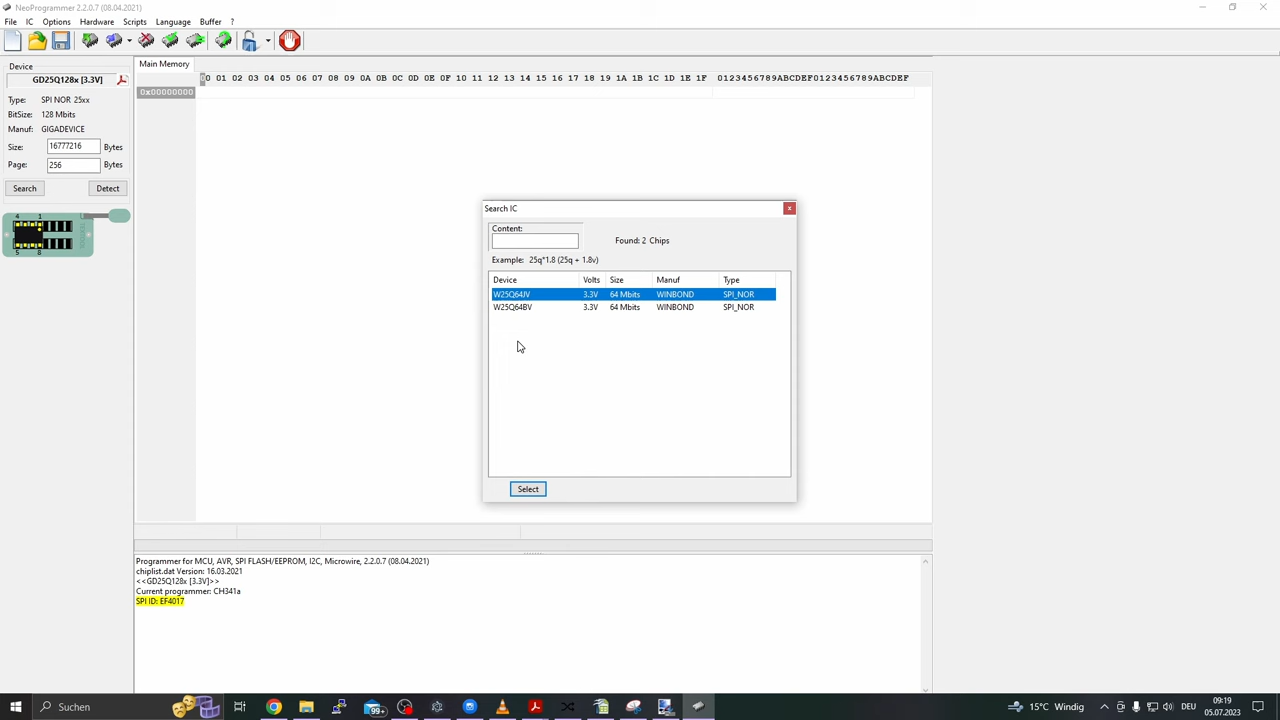 NeoProgrammer 2.2.0.7 (08.04.2021)
File IC Options Hardware Scripts Language Buffer ?
Device
GD25Q128x [3.3V]
Type: SPI NOR 25xx
BitSize: 128 Mbits
Manuf: GIGADEVICE
Size: 16777216 Bytes
Page: 256 Bytes
Search Detect
4 1
5 8
Main Memory
00 01 02 03 04 05 06 07 08 09 0A 0B 0C 0D 0E 0F 10 11 12 13 14 15 16 17 18 19 1A 1B 1C 1D 1E 1F 0123456789ABCDEF0123456789ABCDEF
0x00000000
Search IC
Content:
Found: 2 Chips
Example: 25q*1.8 (25q + 1.8v)
Device Volts Size Manuf Type
W25Q64JV 3.3V 64 Mbits WINBOND SPI_NOR
W25Q64BV 3.3V 64 Mbits WINBOND SPI_NOR
Select
Programmer for MCU, AVR, SPI FLASH/EEPROM, I2C, Microwire, 2.2.0.7 (08.04.2021)
chiplist.dat Version: 16.03.2021
<<GD25Q128x [3.3V]>>
Current programmer: CH341a
SPI ID: EF4017
Suchen
99+
15°C Windig
DEU
09:19
05.07.2023